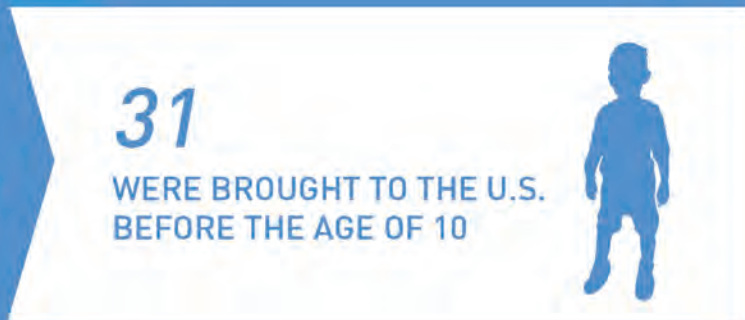 31
WERE BROUGHT TO THE U.S.
BEFORE THE AGE OF 10